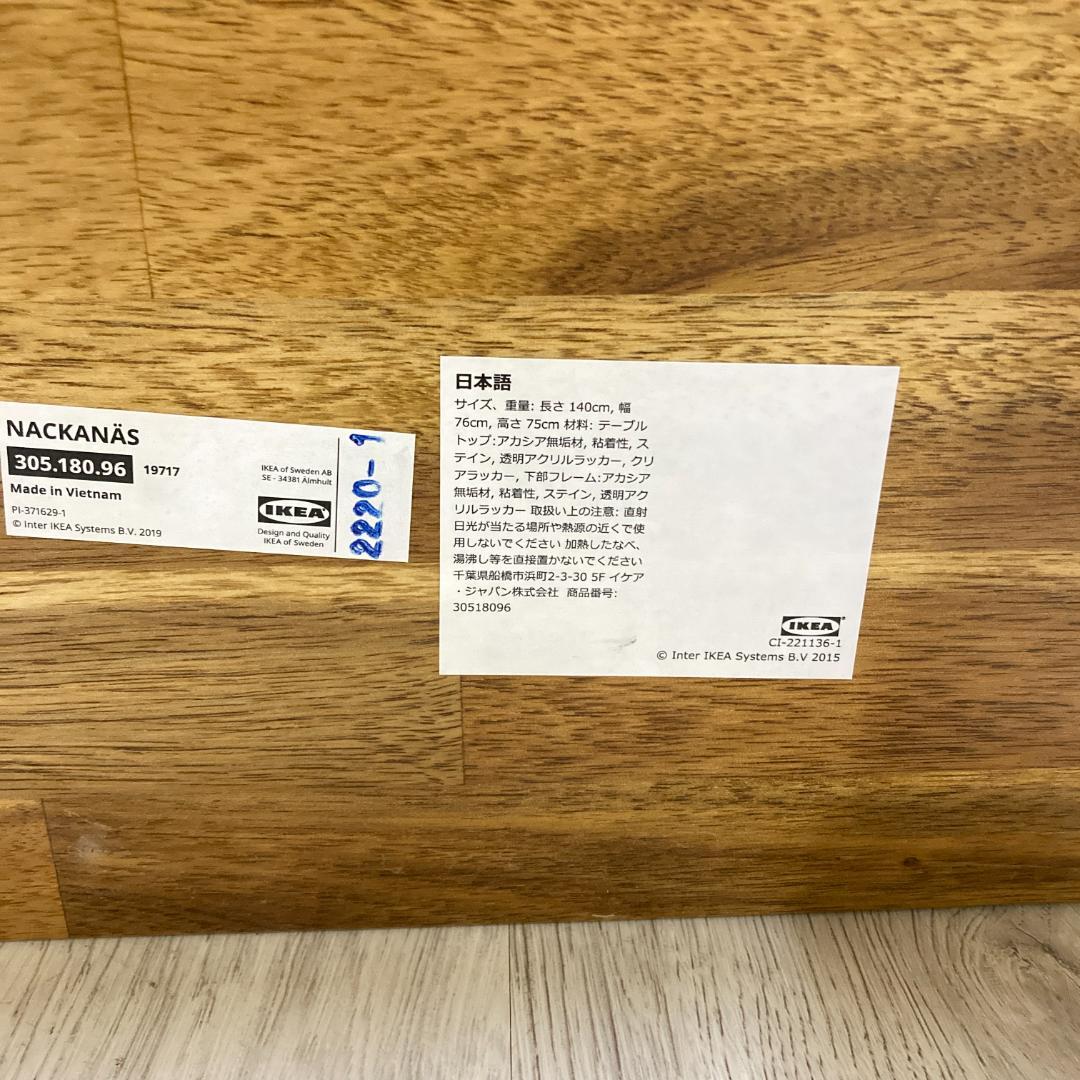 NACKANÄS
305.180.96 19717
Made in Vietnam
PI-371629-1
© Inter IKEA Systems B.V. 2019
IKEA of Sweden AB
SE - 34381 Älmhult
IKEA
Design and Quality
IKEA of Sweden
2220-1
日本語
サイズ、重量: 長さ 140cm, 幅
76cm, 高さ 75cm 材料: テーブル
トップ:アカシア無垢材, 粘着性, ス
テイン, 透明アクリルラッカー, クリ
アラッカー, 下部フレーム:アカシア
無垢材, 粘着性, ステイン, 透明アク
リルラッカー 取扱い上の注意: 直射
日光が当たる場所や熱源の近くで使
用しないでください 加熱したなべ、
湯沸し等を直接置かないでください
千葉県船橋市浜町2-3-30 5F イケア
・ジャパン株式会社 商品番号:
30518096
IKEA
CI-221136-1
© Inter IKEA Systems B.V 2015